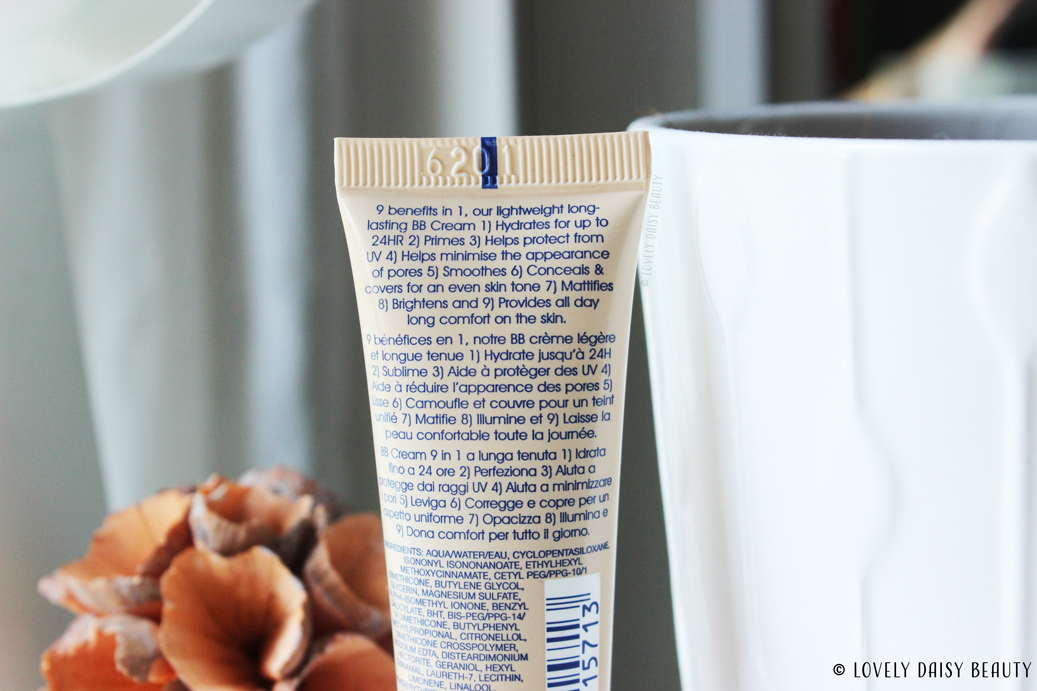 6201
9 benefits in 1, our lightweight long-
lasting BB Cream 1) Hydrates for up to
24HR 2) Primes 3) Helps protect from
UV 4) Helps minimise the appearance
of pores 5) Smoothes 6) Conceals &
covers for an even skin tone 7) Mattifies
8) Brightens and 9) Provides all day
long comfort on the skin.
9 bénéfices en 1, notre BB crème légère
et longue tenue 1) Hydrate jusqu'à 24H
2) Sublime 3) Aide à protèger des UV 4)
Aide à réduire l'apparence des pores 5)
Lisse 6) Camoufle et couvre pour un teint
unifié 7) Matifie 8) Illumine et 9) Laisse la
peau confortable toute la journée.
BB Cream 9 in 1 a lunga tenuta 1) Idrata
fino a 24 ore 2) Perfeziona 3) Aiuta a
protegge dai raggi UV 4) Aiuta a minimizzare
i pori 5) Leviga 6) Corregge e copre per un
aspetto uniforme 7) Opacizza 8) Illumina e
9) Dona comfort per tutto il giorno.
INGREDIENTS: AQUA/WATER/EAU, CYCLOPENTASILOXANE,
ISONONYL ISONONANOATE, ETHYLHEXYL
METHOXYCINNAMATE, CETYL PEG/PPG-10/1
DIMETHICONE, BUTYLENE GLYCOL,
GLYCERIN, MAGNESIUM SULFATE,
IONONE, BENZYL
BHT, BIS-PEG/PPG-14/
BUTYLPHENYL
CITRONELLOL,
CROSSPOLYMER,
EDTA, DISTEARDIMONIUM
HECTORITE, GERANIOL, HEXYL
CINNAMAL, LAURETH-7, LECITHIN,
LIMONENE, LINALOOL,
15713
© LOVELY DAISY BEAUTY
© LOVELY DAISY BEAUTY